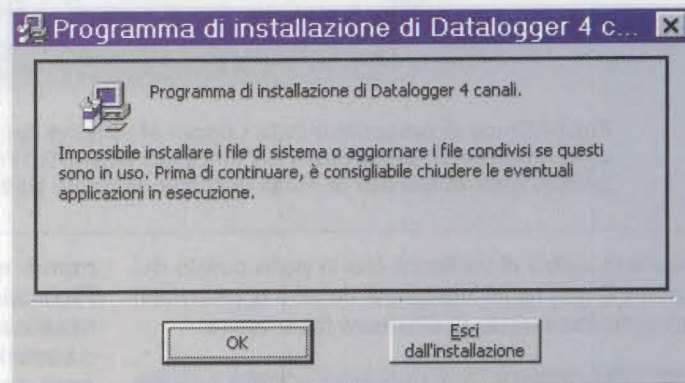 Programma di installazione di Datalogger 4 c...
Programma di installazione di Datalogger 4 canali.
Impossibile installare i file di sistema o aggiornare i file condivisi se questi
sono in uso. Prima di continuare, è consigliabile chiudere le eventuali
applicazioni in esecuzione.
OK
Esci
dall'installazione